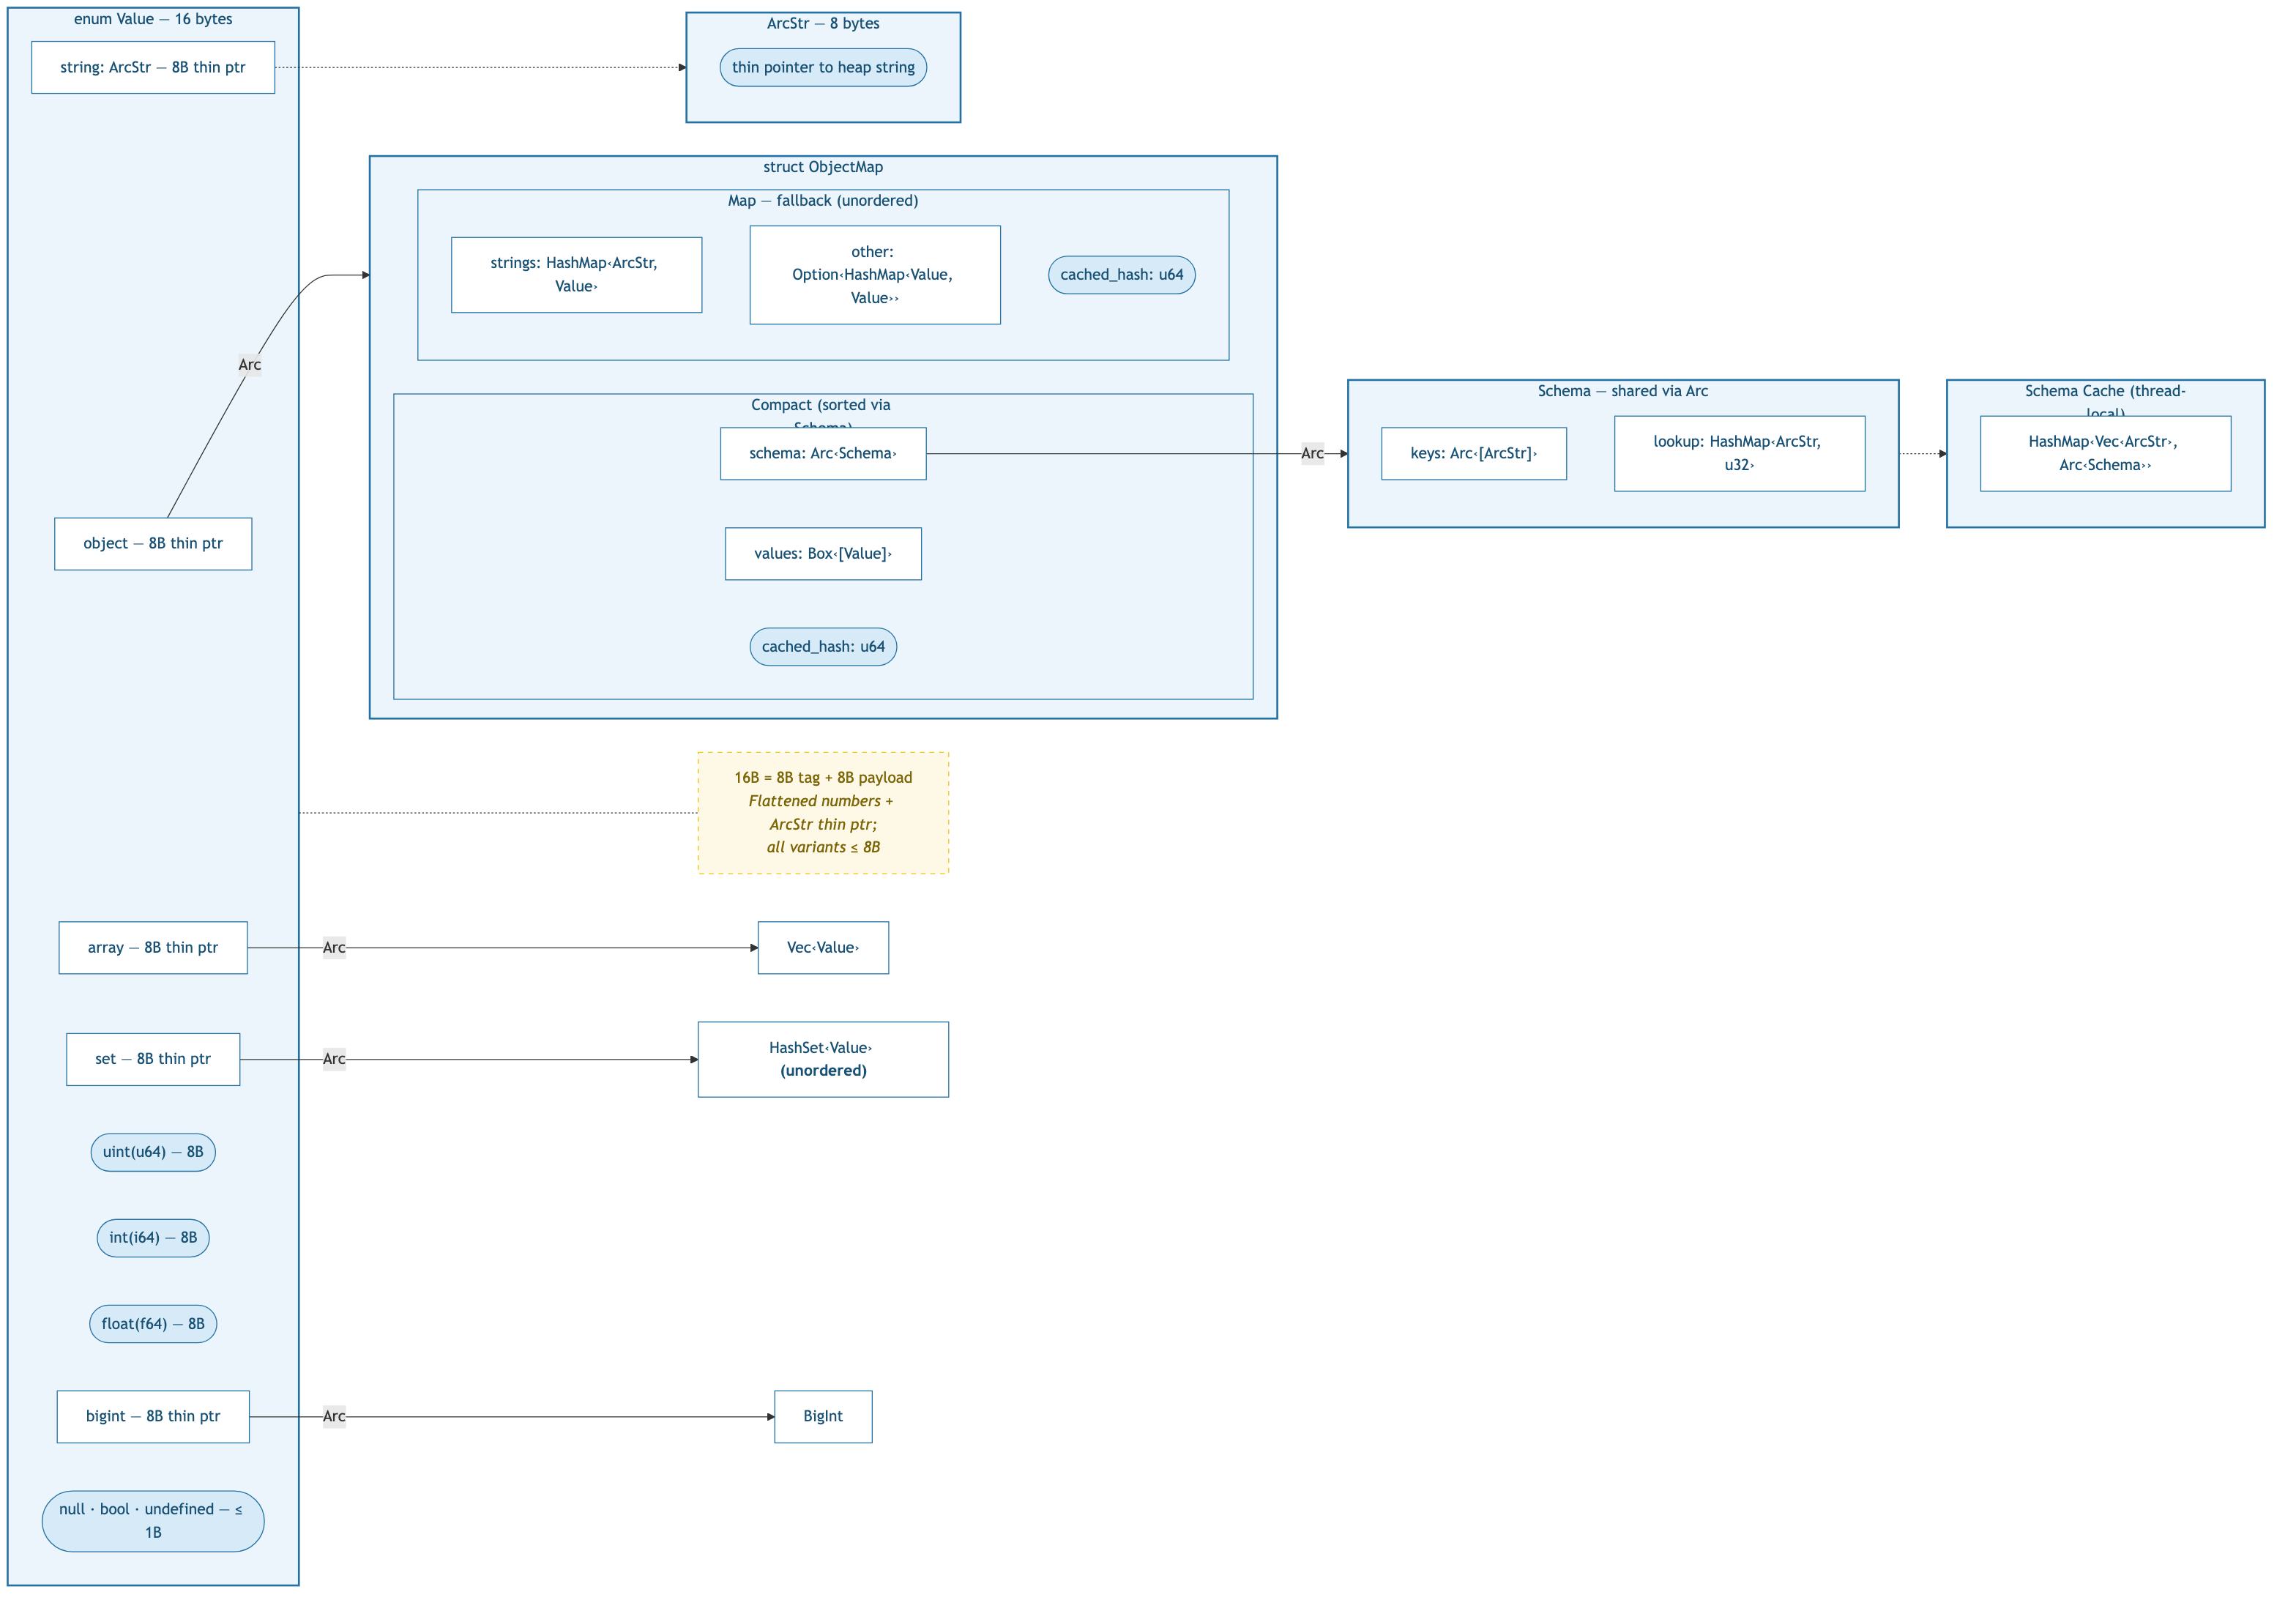 enum Value — 16 bytes
string: ArcStr — 8B thin ptr
ArcStr — 8 bytes
thin pointer to heap string
struct ObjectMap
Map — fallback (unordered)
strings: HashMap‹ArcStr,
Value›
other:
Option‹HashMap‹Value,
Value››
cached_hash: u64
Arc
object — 8B thin ptr
Compact (sorted via
Schema)
schema: Arc‹Schema›
values: Box‹[Value]›
cached_hash: u64
Arc
Schema — shared via Arc
keys: Arc‹[ArcStr]›
lookup: HashMap‹ArcStr,
u32›
Schema Cache (thread-
local)
HashMap‹Vec‹ArcStr›,
Arc‹Schema››
16B = 8B tag + 8B payload
Flattened numbers +
ArcStr thin ptr;
all variants ≤ 8B
array — 8B thin ptr
Arc
Vec‹Value›
set — 8B thin ptr
Arc
HashSet‹Value›
(unordered)
uint(u64) — 8B
int(i64) — 8B
float(f64) — 8B
bigint — 8B thin ptr
Arc
BigInt
null · bool · undefined — ≤
1B